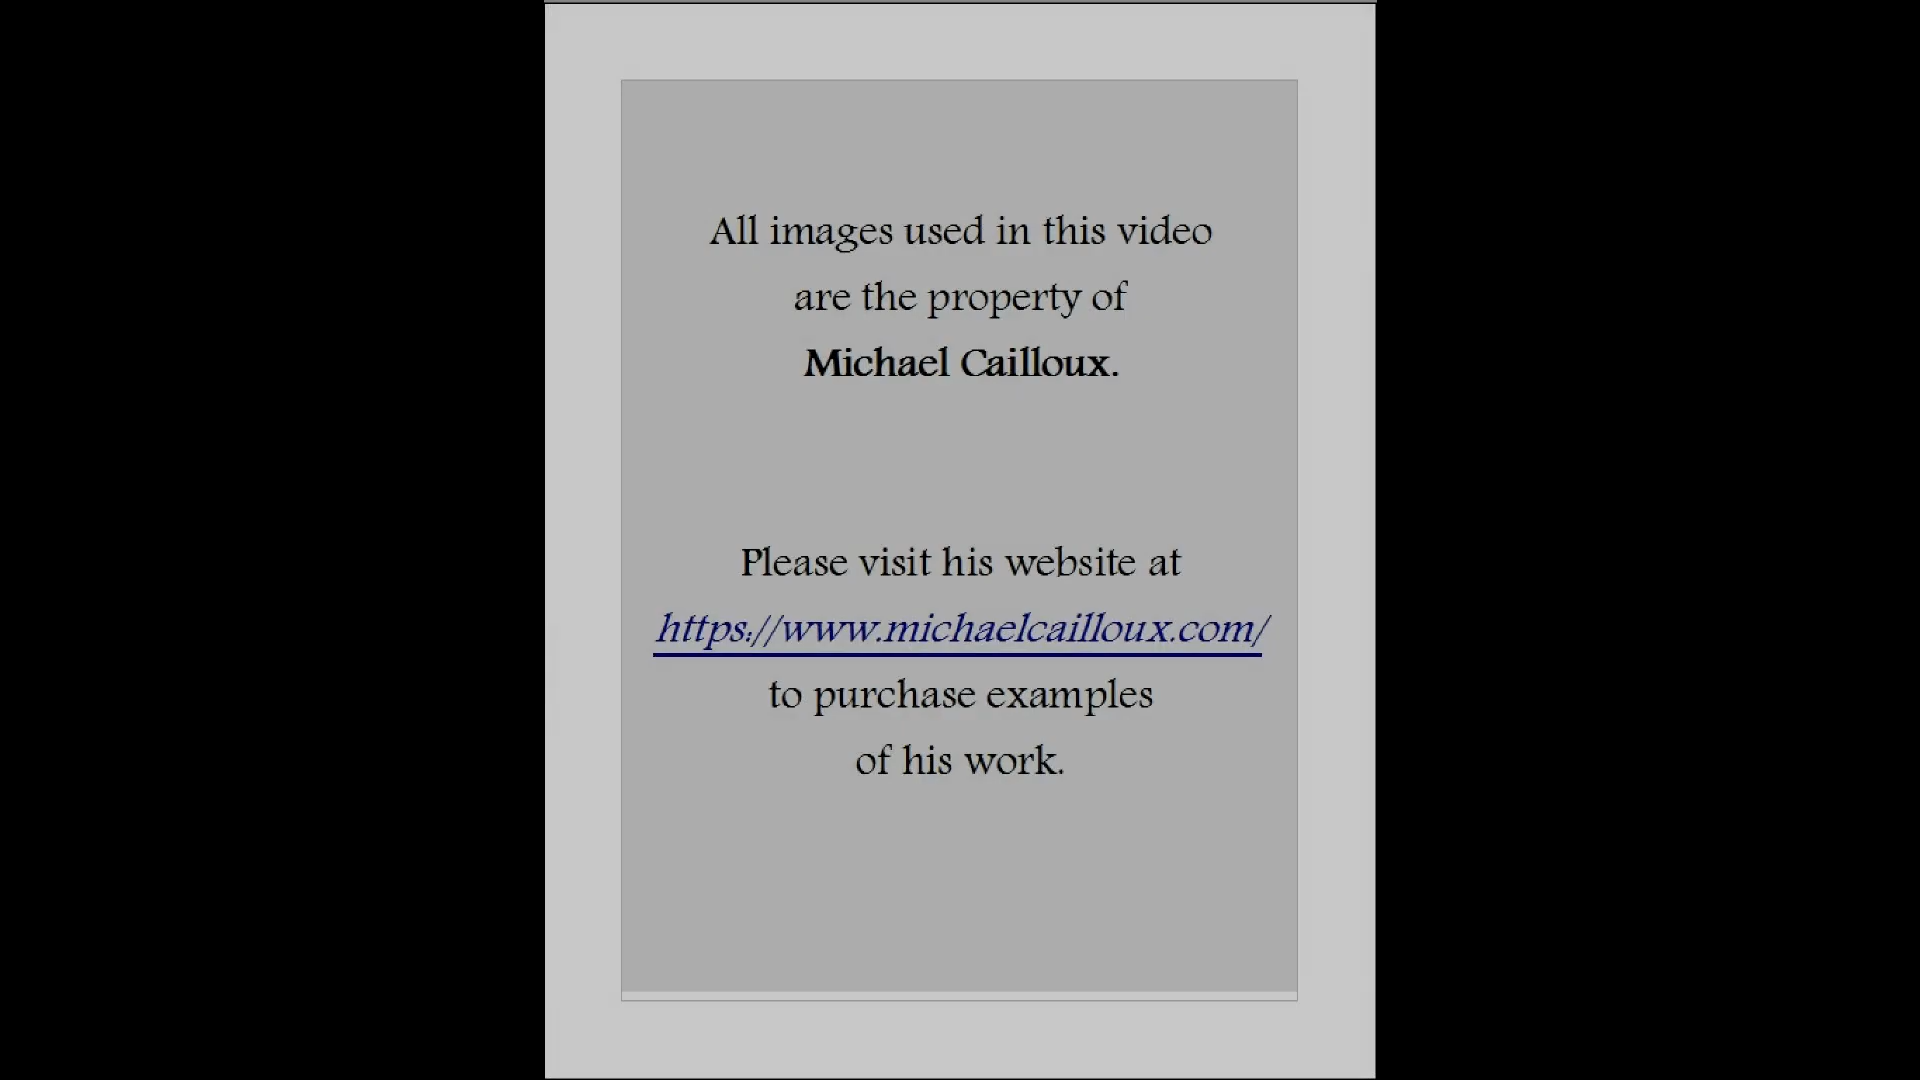 All images used in this video
are the property of
Michael Cailloux.
Please visit his website at
https://www.michaelcailloux.com/
to purchase examples
of his work.